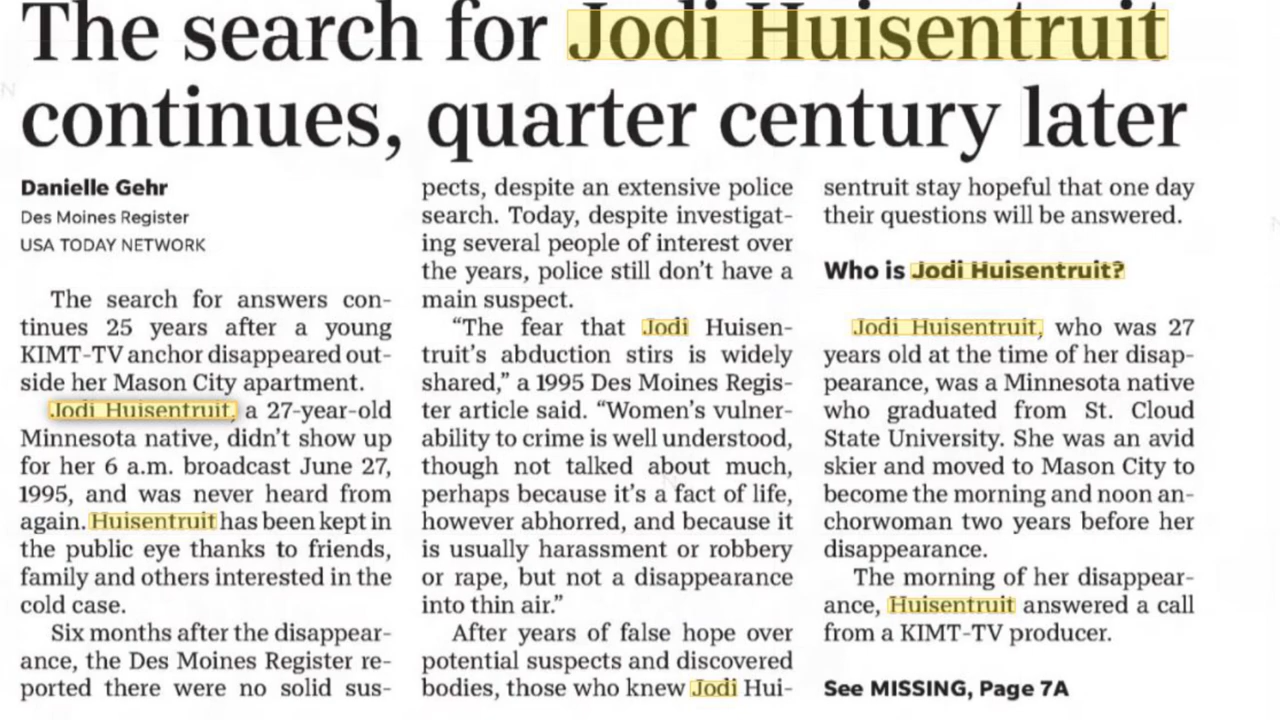 The search for Jodi Huisentruit
continues, quarter century later
Danielle Gehr
Des Moines Register
USA TODAY NETWORK
The search for answers con-
tinues 25 years after a young
KIMT-TV anchor disappeared out-
side her Mason City apartment.
Jodi Huisentruit, a 27-year-old
Minnesota native, didn't show up
for her 6 a.m. broadcast June 27,
1995, and was never heard from
again. Huisentruit has been kept in
the public eye thanks to friends,
family and others interested in the
cold case.
Six months after the disappear-
ance, the Des Moines Register re-
ported there were no solid sus-
pects, despite an extensive police
search. Today, despite investigat-
ing several people of interest over
the years, police still don't have a
main suspect.
"The fear that Jodi Huisen-
truit's abduction stirs is widely
shared," a 1995 Des Moines Regis-
ter article said. "Women's vulner-
ability to crime is well understood,
though not talked about much,
perhaps because it's a fact of life,
however abhorred, and because it
is usually harassment or robbery
or rape, but not a disappearance
into thin air."
After years of false hope over
potential suspects and discovered
bodies, those who knew Jodi Hui-
sentruit stay hopeful that one day
their questions will be answered.
Who is Jodi Huisentruit?
Jodi Huisentruit, who was 27
years old at the time of her disap-
pearance, was a Minnesota native
who graduated from St. Cloud
State University. She was an avid
skier and moved to Mason City to
become the morning and noon an-
chorwoman two years before her
disappearance.
The morning of her disappear-
ance, Huisentruit answered a call
from a KIMT-TV producer.
See MISSING, Page 7A